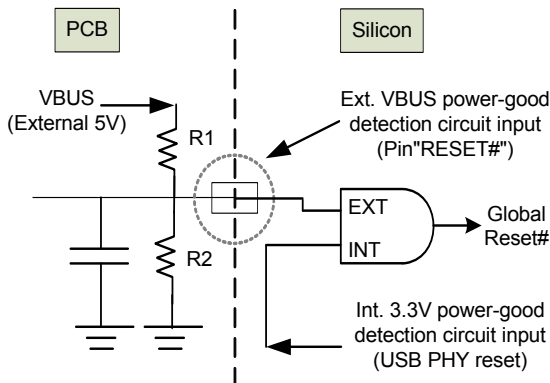 PCB
Silicon
VBUS
(External 5V)
R1
Ext. VBUS power-good
detection circuit input
(Pin"RESET#")
EXT
INT
Global
Reset#
R2
Int. 3.3V power-good
detection circuit input
(USB PHY reset)